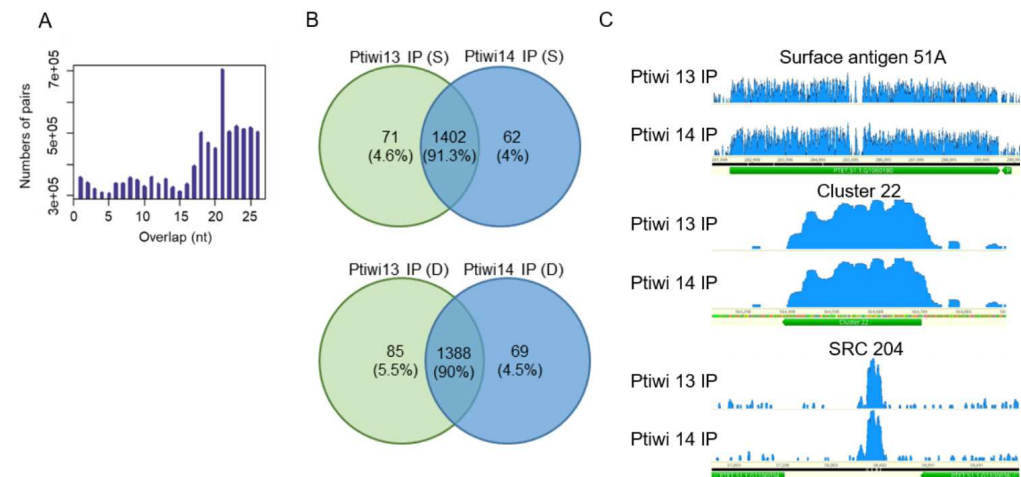 A
Numbers of pairs
7e+05
5e+05
3e+05
0 5 10 15 20 25
Overlap (nt)
B
Ptiwi13 IP (S)
Ptiwi14 IP (S)
71
(4.6%)
1402
(91.3%)
62
(4%)
Ptiwi13 IP (D)
Ptiwi14 IP (D)
85
(5.5%)
1388
(90%)
69
(4.5%)
C
Surface antigen 51A
Ptiwi 13 IP
Ptiwi 14 IP
Cluster 22
Ptiwi 13 IP
Ptiwi 14 IP
Cluster 22
SRC 204
Ptiwi 13 IP
Ptiwi 14 IP